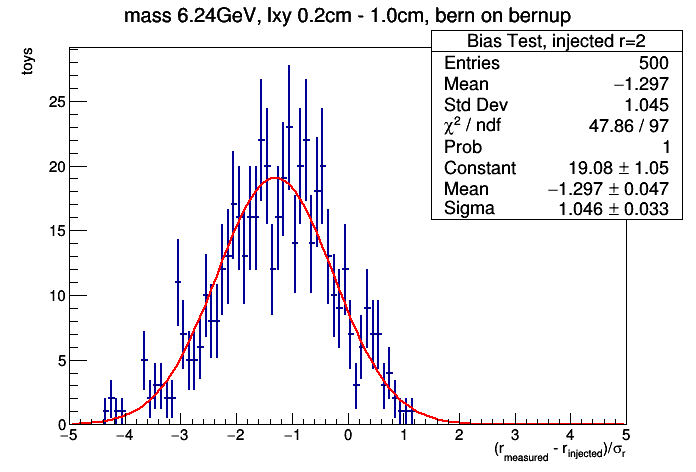 mass 6.24GeV, lxy 0.2cm - 1.0cm, bern on bernup
toys
Bias Test, injected r=2
Entries 500
Mean −1.297
Std Dev 1.045
χ² / ndf 47.86 / 97
Prob 1
Constant 19.08 ± 1.05
Mean −1.297 ± 0.047
Sigma 1.046 ± 0.033
25
20
15
10
5
0
−5 −4 −3 −2 −1 0 1 2 3 4 5
(r_measured - r_injected)/σ_r